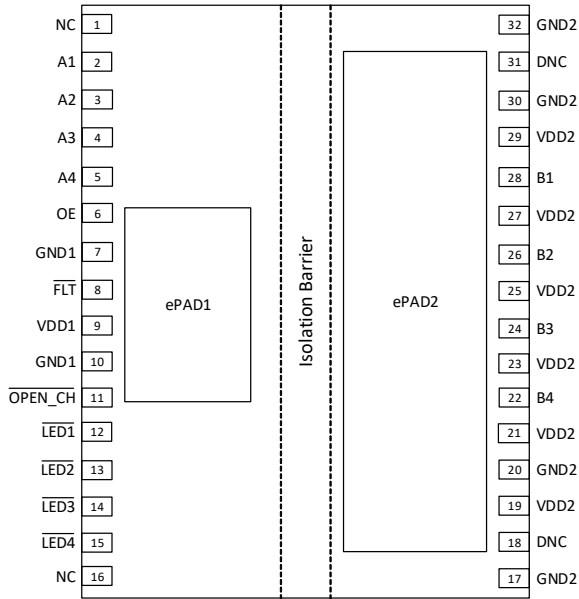 NC 1
A1 2
A2 3
A3 4
A4 5
OE 6
GND1 7
FLT 8
VDD1 9
GND1 10
OPEN_CH 11
LED1 12
LED2 13
LED3 14
LED4 15
NC 16
ePAD1
Isolation Barrier
ePAD2
32 GND2
31 DNC
30 GND2
29 VDD2
28 B1
27 VDD2
26 B2
25 VDD2
24 B3
23 VDD2
22 B4
21 VDD2
20 GND2
19 VDD2
18 DNC
17 GND2